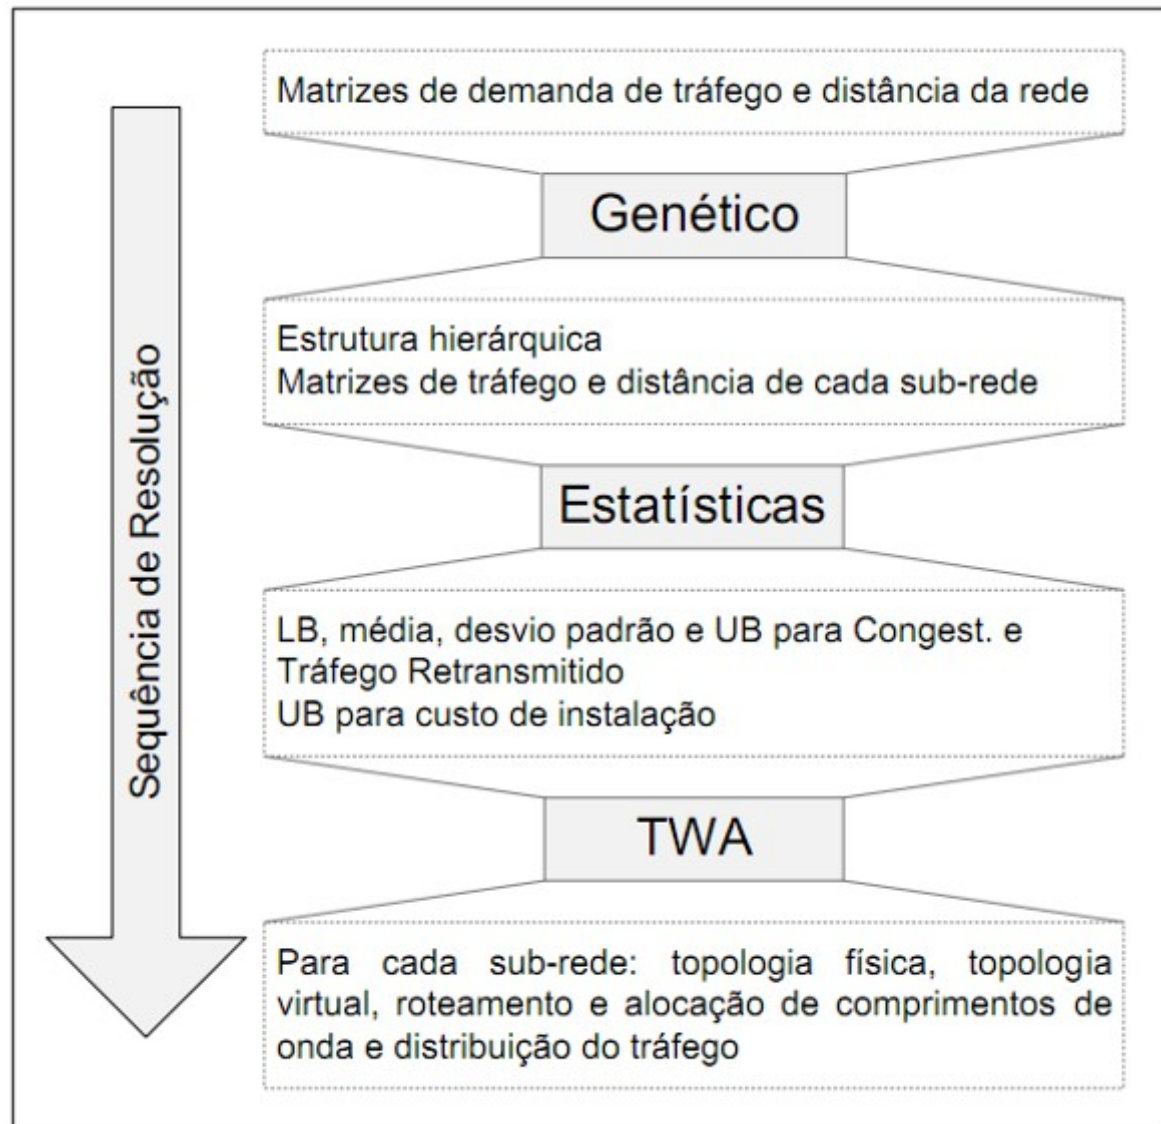 Matrizes de demanda de tráfego e distância da rede
Genético
Estrutura hierárquica
Matrizes de tráfego e distância de cada sub-rede
Estatísticas
LB, média, desvio padrão e UB para Congest. e
Tráfego Retransmitido
UB para custo de instalação
TWA
Para cada sub-rede: topologia física, topologia
virtual, roteamento e alocação de comprimentos de
onda e distribuição do tráfego
Sequência de Resolução